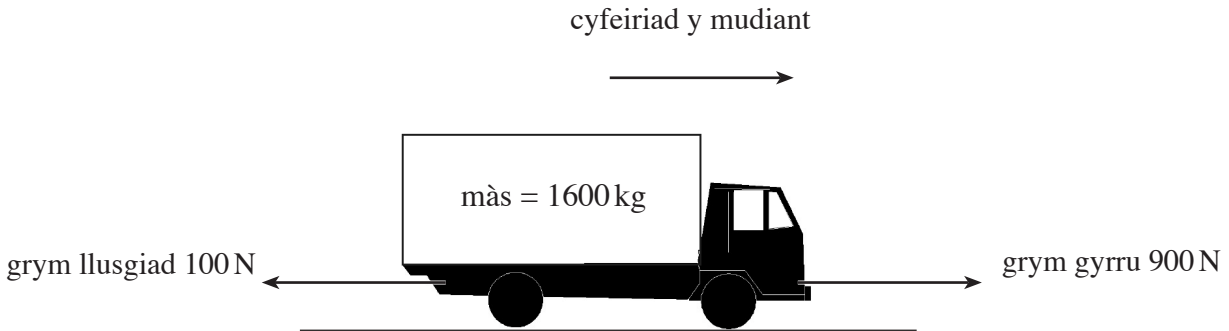 cyfeiriad y mudiant
màs = 1600 kg
grym llusgiad 100 N
grym gyrru 900 N